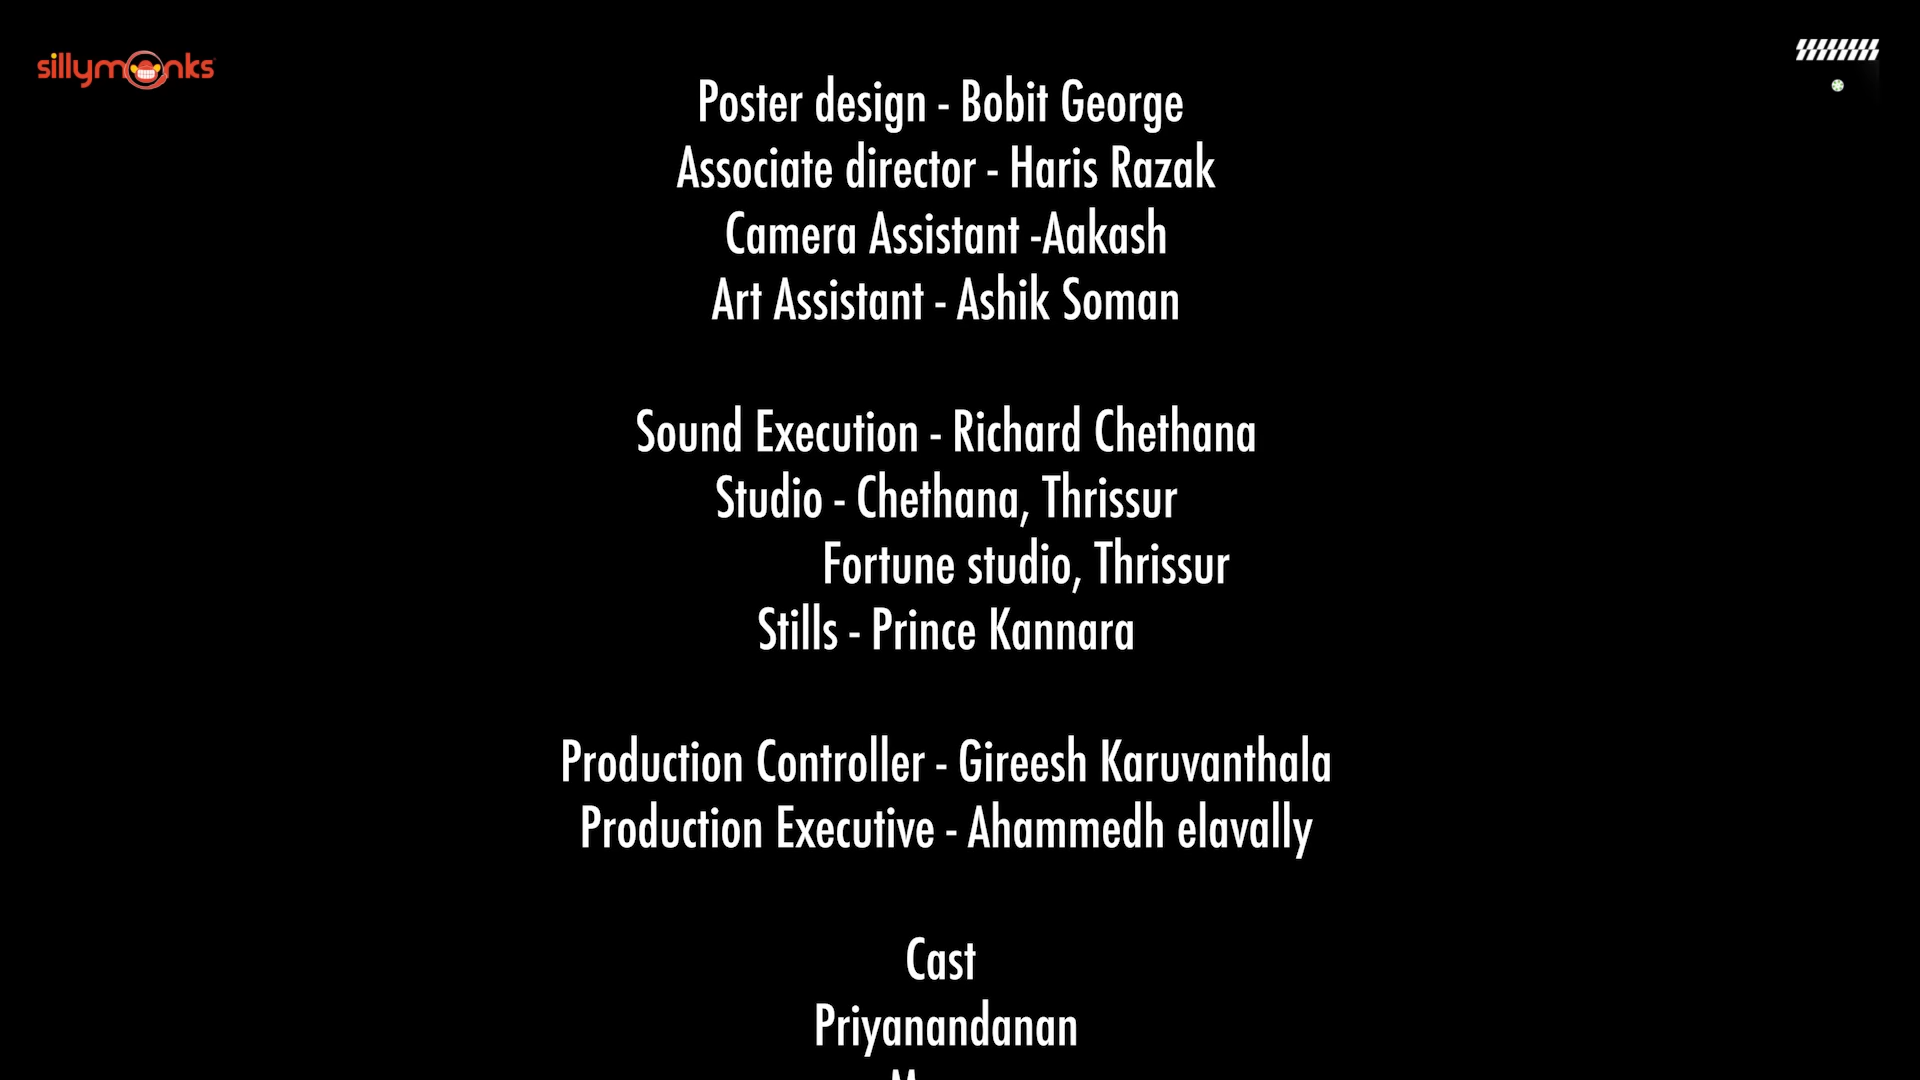 sillymonks
Poster design - Bobit George
Associate director - Haris Razak
Camera Assistant -Aakash
Art Assistant - Ashik Soman
Sound Execution - Richard Chethana
Studio - Chethana, Thrissur
Fortune studio, Thrissur
Stills - Prince Kannara
Production Controller - Gireesh Karuvanthala
Production Executive - Ahammedh elavally
Cast
Priyanandanan